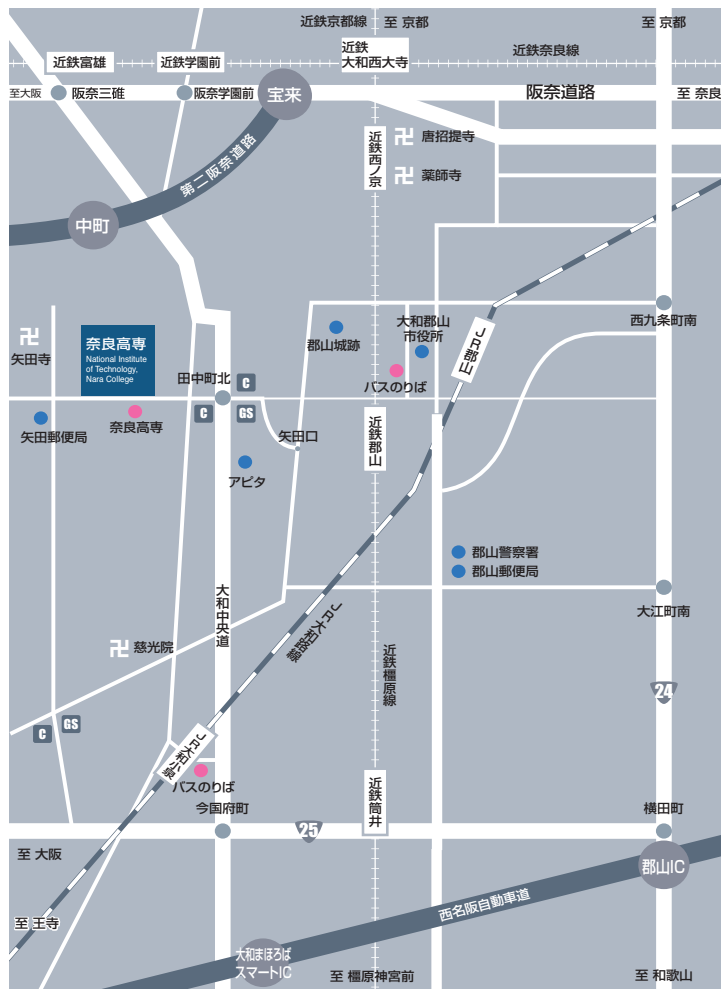 近鉄京都線
至 京都
至 京都
近鉄富雄
近鉄学園前
近鉄
大和西大寺
近鉄奈良線
至大阪
阪奈三碓
阪奈学園前
宝来
阪奈道路
至 奈良
第二阪奈道路
近鉄西ノ京
卍
唐招提寺
卍
薬師寺
中町
卍
矢田寺
奈良高専
National Institute
of Technology,
Nara College
郡山城跡
大和郡山
市役所
JR郡山
西九条町南
バスのりば
田中町北
C
C
GS
矢田郵便局
奈良高専
矢田口
近鉄郡山
アピタ
郡山警察署
郡山郵便局
大和中央道
JR大和路線
大江町南
卍
慈光院
近鉄橿原線
24
C
GS
JR大和小泉
バスのりば
近鉄筒井
今国府町
25
横田町
至 大阪
郡山IC
西名阪自動車道
至 王寺
大和まほろば
スマートIC
至 橿原神宮前
至 和歌山